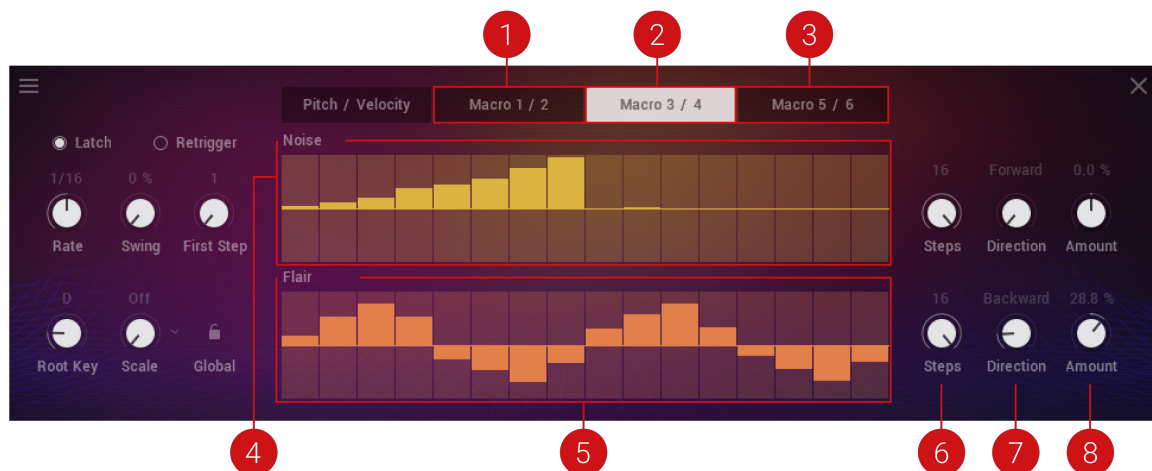 1 2 3
Pitch / Velocity Macro 1 / 2 Macro 3 / 4 Macro 5 / 6
Latch Retrigger
Noise
1/16 0 % 1
16 Forward 0.0 %
Rate Swing First Step
Steps Direction Amount
Flair
D Off
16 Backward 28.8 %
Root Key Scale Global
Steps Direction Amount
4 5 6 7 8